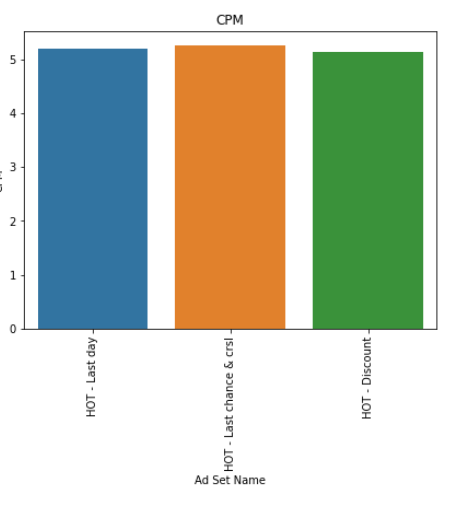 CPM
5
4
3
2
1
0
HOT - Last day
HOT - Last chance & crsl
HOT - Discount
Ad Set Name